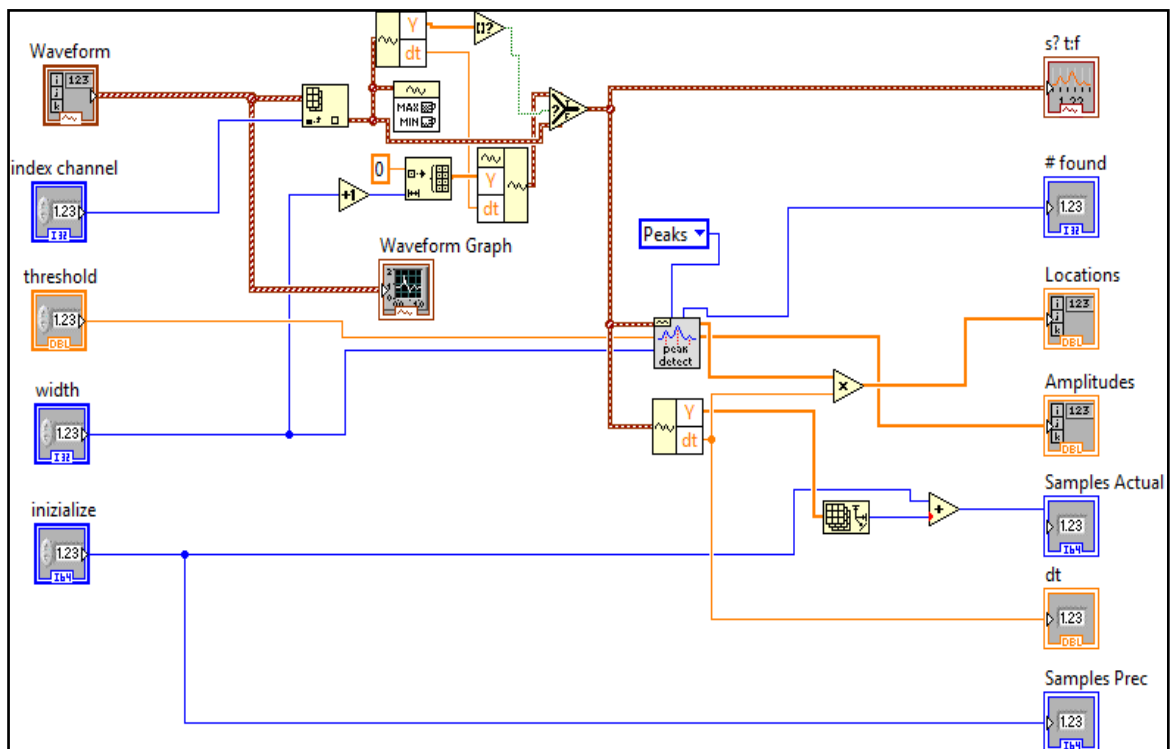 Waveform
i
j
k
123
index channel
1.23
I32
threshold
1.23
DBL
width
1.23
I32
inizialize
1.23
I64
Y
dt
[]?
MAX
MIN
?
T
F
0
+1
Y
dt
Waveform Graph
2
1
0
Peaks
peak
detect
x
Y
dt
+
s? t:f
1.22
# found
1.23
I32
Locations
i
j
k
123
DBL
Amplitudes
i
j
k
123
DBL
Samples Actual
1.23
I64
dt
1.23
DBL
Samples Prec
1.23
I64